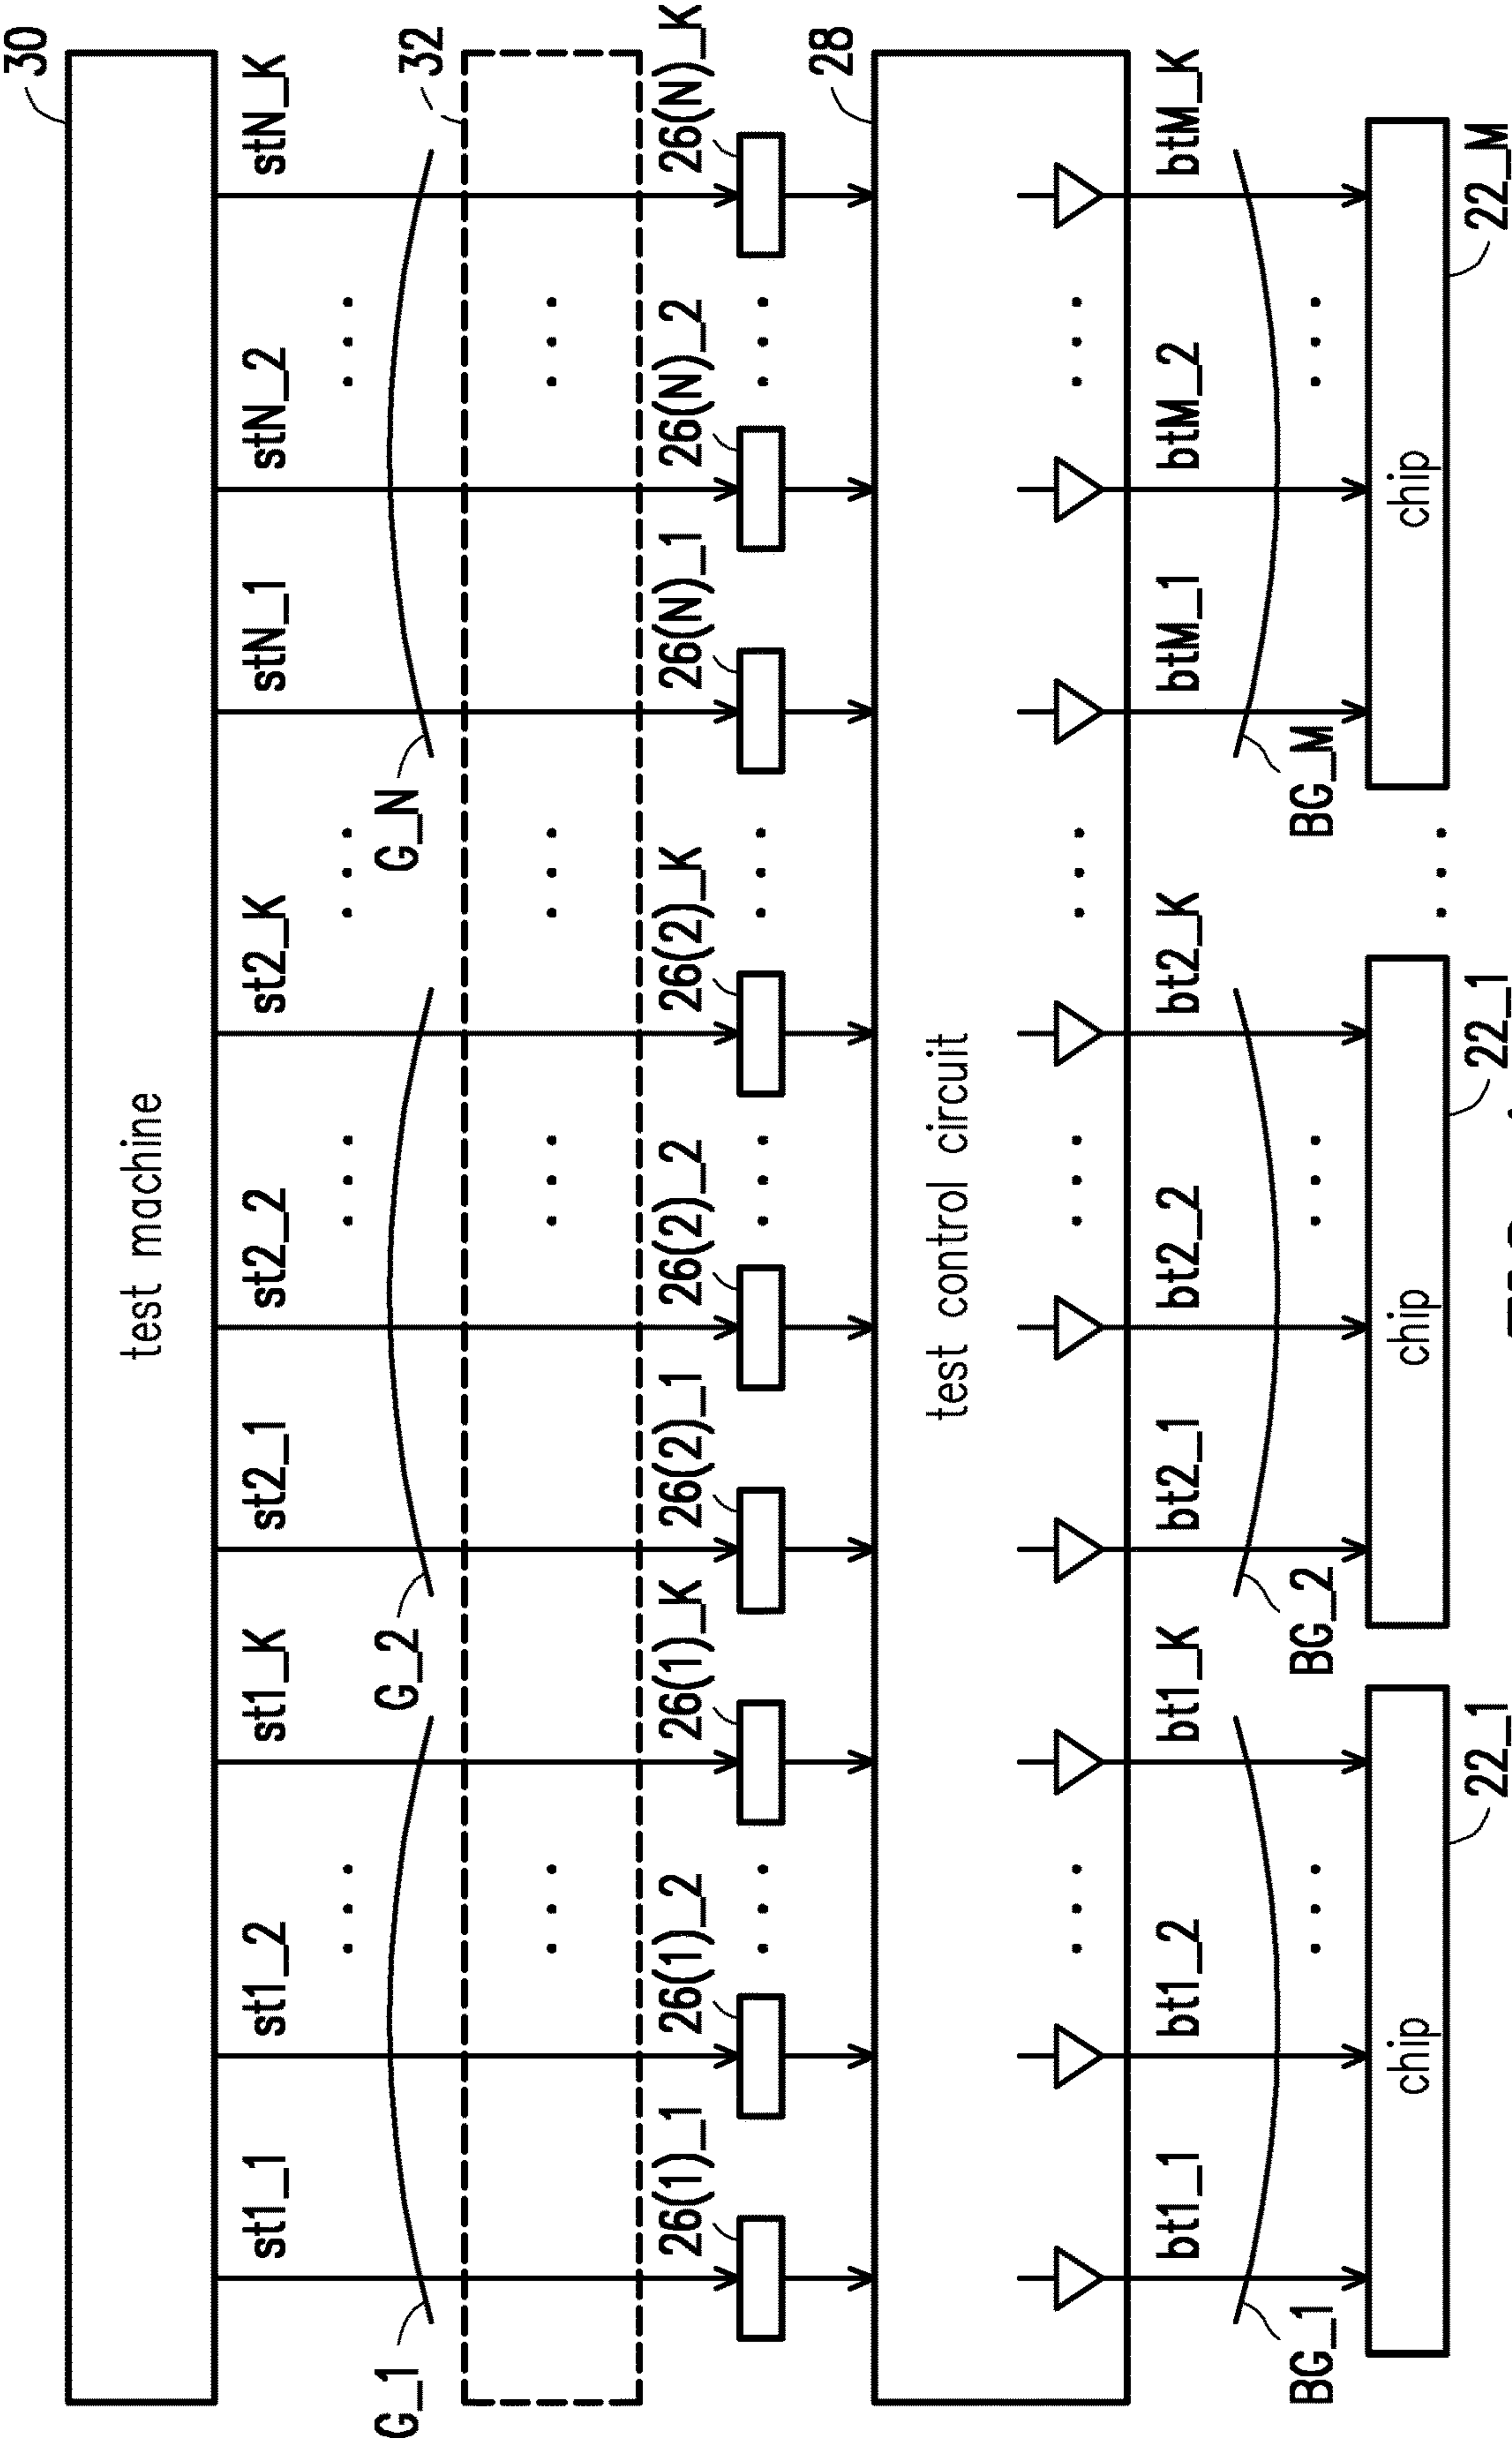 30
test machine
st1_1
st1_2
st1_K
st2_1
st2_2
st2_K
stN_1
stN_2
stN_K
G_1
G_2
G_N
32
26(1)_1
26(1)_2
26(1)_K
26(2)_1
26(2)_2
26(2)_K
26(N)_1
26(N)_2
26(N)_K
28
test control circuit
bt1_1
bt1_2
bt1_K
bt2_1
bt2_2
bt2_K
btM_1
btM_2
btM_K
BG_1
BG_2
BG_M
chip
chip
chip
22_1
22_1
22_M